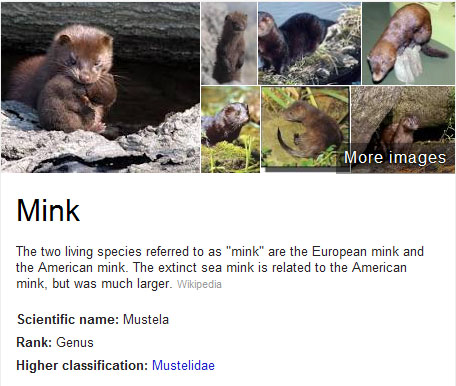 More images
Mink
The two living species referred to as "mink" are the European mink and
the American mink. The extinct sea mink is related to the American
mink, but was much larger. Wikipedia
Scientific name: Mustela
Rank: Genus
Higher classification: Mustelidae